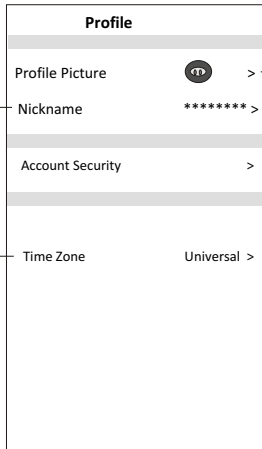 Profile
Profile Picture >
Nickname ******** >
Account Security >
Time Zone Universal >